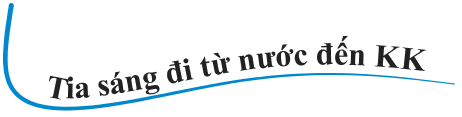 Tia sáng đi từ nước đến KK